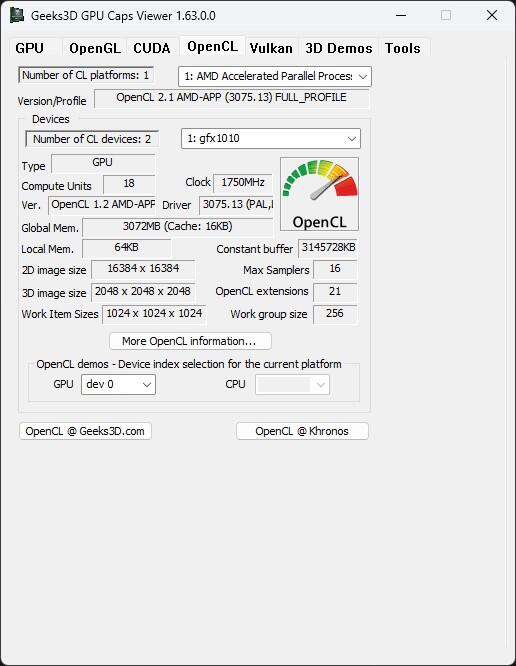 Geeks3D GPU Caps Viewer 1.63.0.0
GPU OpenGL CUDA OpenCL Vulkan 3D Demos Tools
Number of CL platforms: 1 1: AMD Accelerated Parallel Process
Version/Profile OpenCL 2.1 AMD-APP (3075.13) FULL_PROFILE
Devices
Number of CL devices: 2 1: gfx1010
Type GPU
Compute Units 18 Clock 1750MHz
Ver. OpenCL 1.2 AMD-APP Driver 3075.13 (PAL,
OpenCL
Global Mem. 3072MB (Cache: 16KB)
Local Mem. 64KB Constant buffer 3145728KB
2D image size 16384 x 16384 Max Samplers 16
3D image size 2048 x 2048 x 2048 OpenCL extensions 21
Work Item Sizes 1024 x 1024 x 1024 Work group size 256
More OpenCL information...
OpenCL demos - Device index selection for the current platform
GPU dev 0 CPU
OpenCL @ Geeks3D.com OpenCL @ Khronos